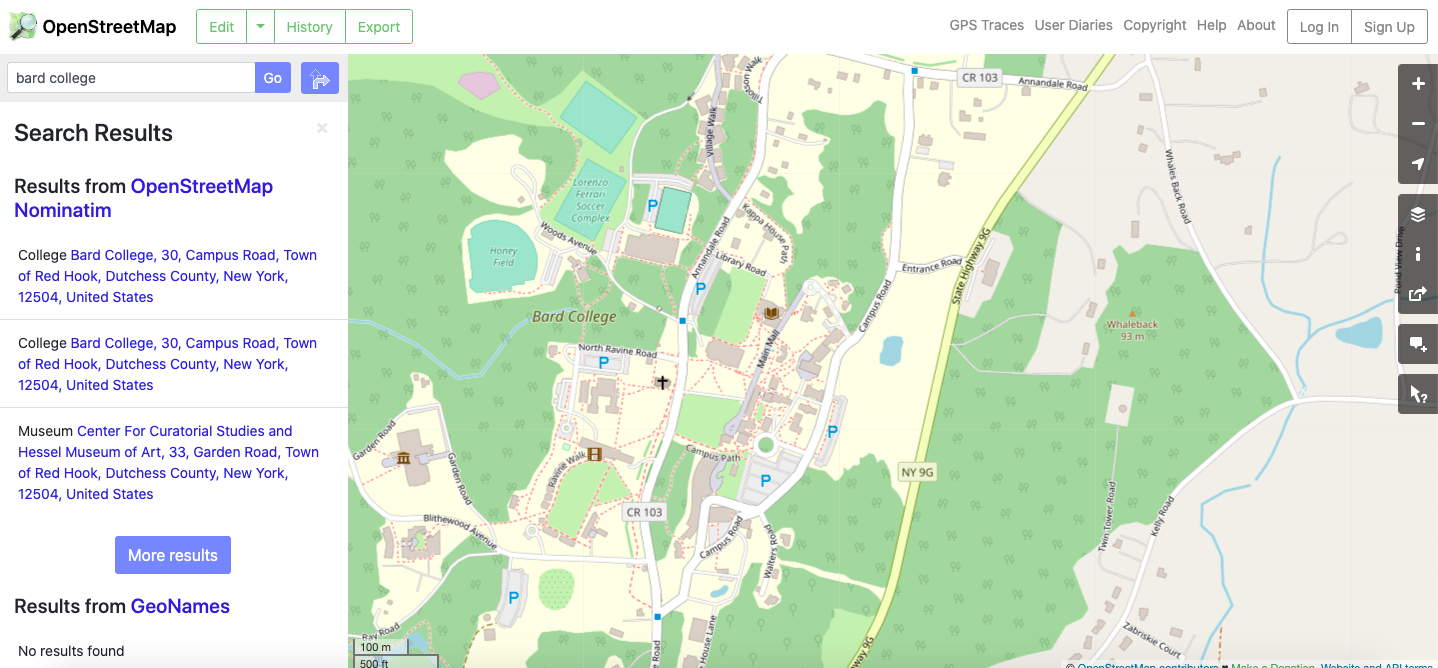 OpenStreetMap
Edit
History
Export
GPS Traces
User Diaries
Copyright
Help
About
Log In
Sign Up
bard college
Go
Search Results
×
Results from OpenStreetMap
Nominatim
College Bard College, 30, Campus Road, Town
of Red Hook, Dutchess County, New York,
12504, United States
College Bard College, 30, Campus Road, Town
of Red Hook, Dutchess County, New York,
12504, United States
Museum Center For Curatorial Studies and
Hessel Museum of Art, 33, Garden Road, Town
of Red Hook, Dutchess County, New York,
12504, United States
More results
Results from GeoNames
No results found
CR 103
Annandale Road
Tillotson Walk
Village Walk
Whales Back Road
Lorenzo
Ferrari
Soccer
Complex
P
Kappa House Path
Woods Avenue
Annandale Road
State Highway 9G
Pond View Drive
Honey
Field
Library Road
Entrance Road
P
Campus Road
Bard College
Whaleback
93 m
North Ravine Road
Main Mall
P
Garden Road
P
Campus Path
Ravine Walk
Garden Road
NY 9G
P
CR 103
Blithewood Avenue
Campus Road
Walters Road
Twin Tower Road
Kelly Road
P
Ray Road
House Lane
Road
9G
Zabriskie Court
100 m
500 ft
© OpenStreetMap contributors ♥ Make a Donation. Website and API terms